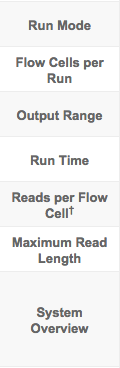 Run Mode
Flow Cells per
Run
Output Range
Run Time
Reads per Flow
Cell†
Maximum Read
Length
System
Overview